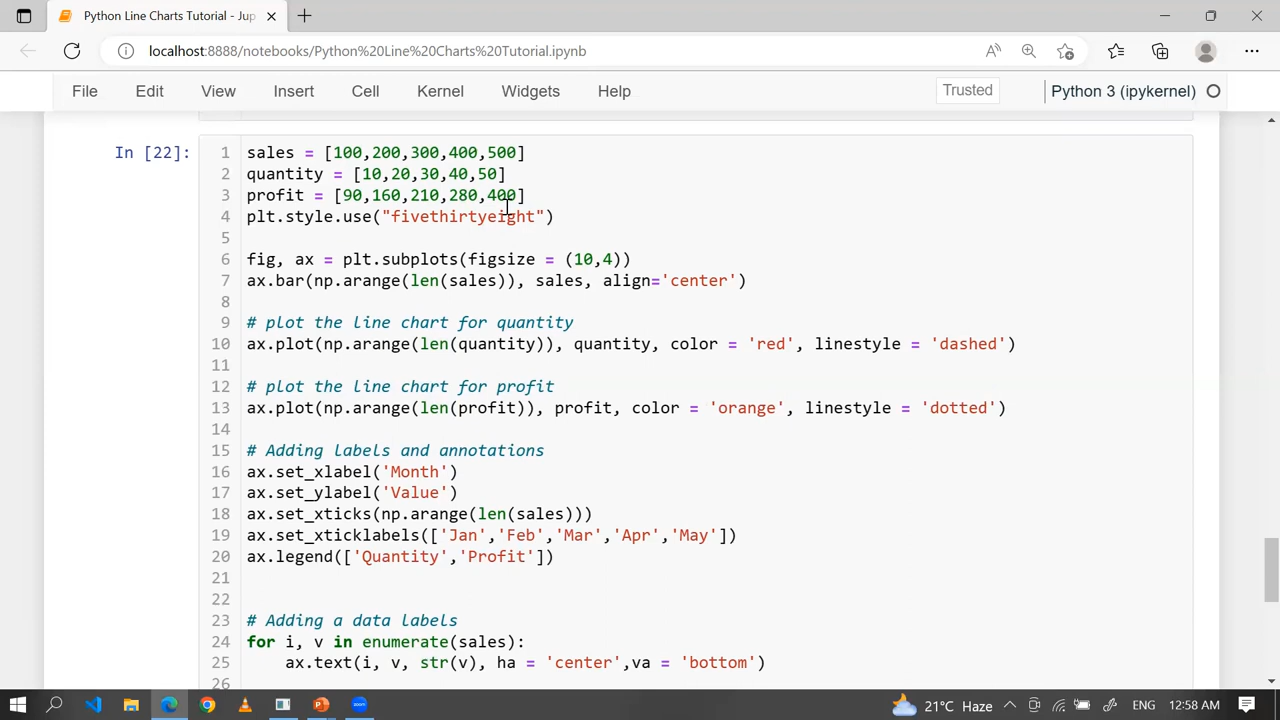 Python Line Charts Tutorial - Jup
localhost:8888/notebooks/Python%20Line%20Charts%20Tutorial.ipynb
File Edit View Insert Cell Kernel Widgets Help Trusted Python 3 (ipykernel)
In [22]:
1 sales = [100,200,300,400,500]
2 quantity = [10,20,30,40,50]
3 profit = [90,160,210,280,400]
4 plt.style.use("fivethirtyeight")
5
6 fig, ax = plt.subplots(figsize = (10,4))
7 ax.bar(np.arange(len(sales)), sales, align='center')
8
9 # plot the line chart for quantity
10 ax.plot(np.arange(len(quantity)), quantity, color = 'red', linestyle = 'dashed')
11
12 # plot the line chart for profit
13 ax.plot(np.arange(len(profit)), profit, color = 'orange', linestyle = 'dotted')
14
15 # Adding labels and annotations
16 ax.set_xlabel('Month')
17 ax.set_ylabel('Value')
18 ax.set_xticks(np.arange(len(sales)))
19 ax.set_xticklabels(['Jan','Feb','Mar','Apr','May'])
20 ax.legend(['Quantity','Profit'])
21
22
23 # Adding a data labels
24 for i, v in enumerate(sales):
25 ax.text(i, v, str(v), ha = 'center',va = 'bottom')
26
21°C Haze ENG 12:58 AM